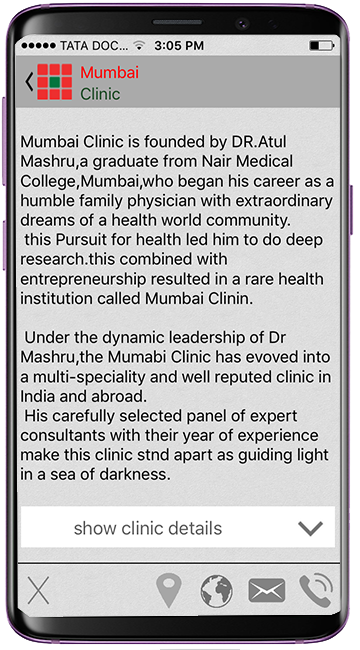 TATA DOC... 3:05 PM
Mumbai
Clinic
Mumbai Clinic is founded by DR.Atul
Mashru,a graduate from Nair Medical
College,Mumbai,who began his career as a
humble family physician with extraordinary
dreams of a health world community.
this Pursuit for health led him to do deep
research.this combined with
entrepreneurship resulted in a rare health
institution called Mumbai Clinin.
Under the dynamic leadership of Dr
Mashru,the Mumabi Clinic has evoved into
a multi-speciality and well reputed clinic in
India and abroad.
His carefully selected panel of expert
consultants with their year of experience
make this clinic stnd apart as guiding light
in a sea of darkness.
show clinic details